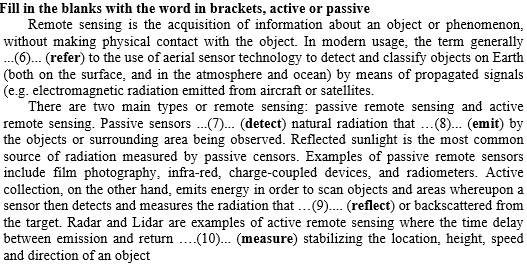 Fill in the blanks with the word in brackets, active or passive
Remote sensing is the acquisition of information about an object or phenomenon,
without making physical contact with the object. In modern usage, the term generally
...(6)... (refer) to the use of aerial sensor technology to detect and classify objects on Earth
(both on the surface, and in the atmosphere and ocean) by means of propagated signals
(e.g. electromagnetic radiation emitted from aircraft or satellites.
There are two main types or remote sensing: passive remote sensing and active
remote sensing. Passive sensors ...(7)... (detect) natural radiation that …(8)... (emit) by
the objects or surrounding area being observed. Reflected sunlight is the most common
source of radiation measured by passive censors. Examples of passive remote sensors
include film photography, infra-red, charge-coupled devices, and radiometers. Active
collection, on the other hand, emits energy in order to scan objects and areas whereupon a
sensor then detects and measures the radiation that …(9).... (reflect) or backscattered from
the target. Radar and Lidar are examples of active remote sensing where the time delay
between emission and return ….(10)... (measure) stabilizing the location, height, speed
and direction of an object